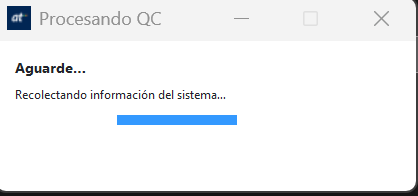 at
Procesando QC
Aguarde...
Recolectando información del sistema...